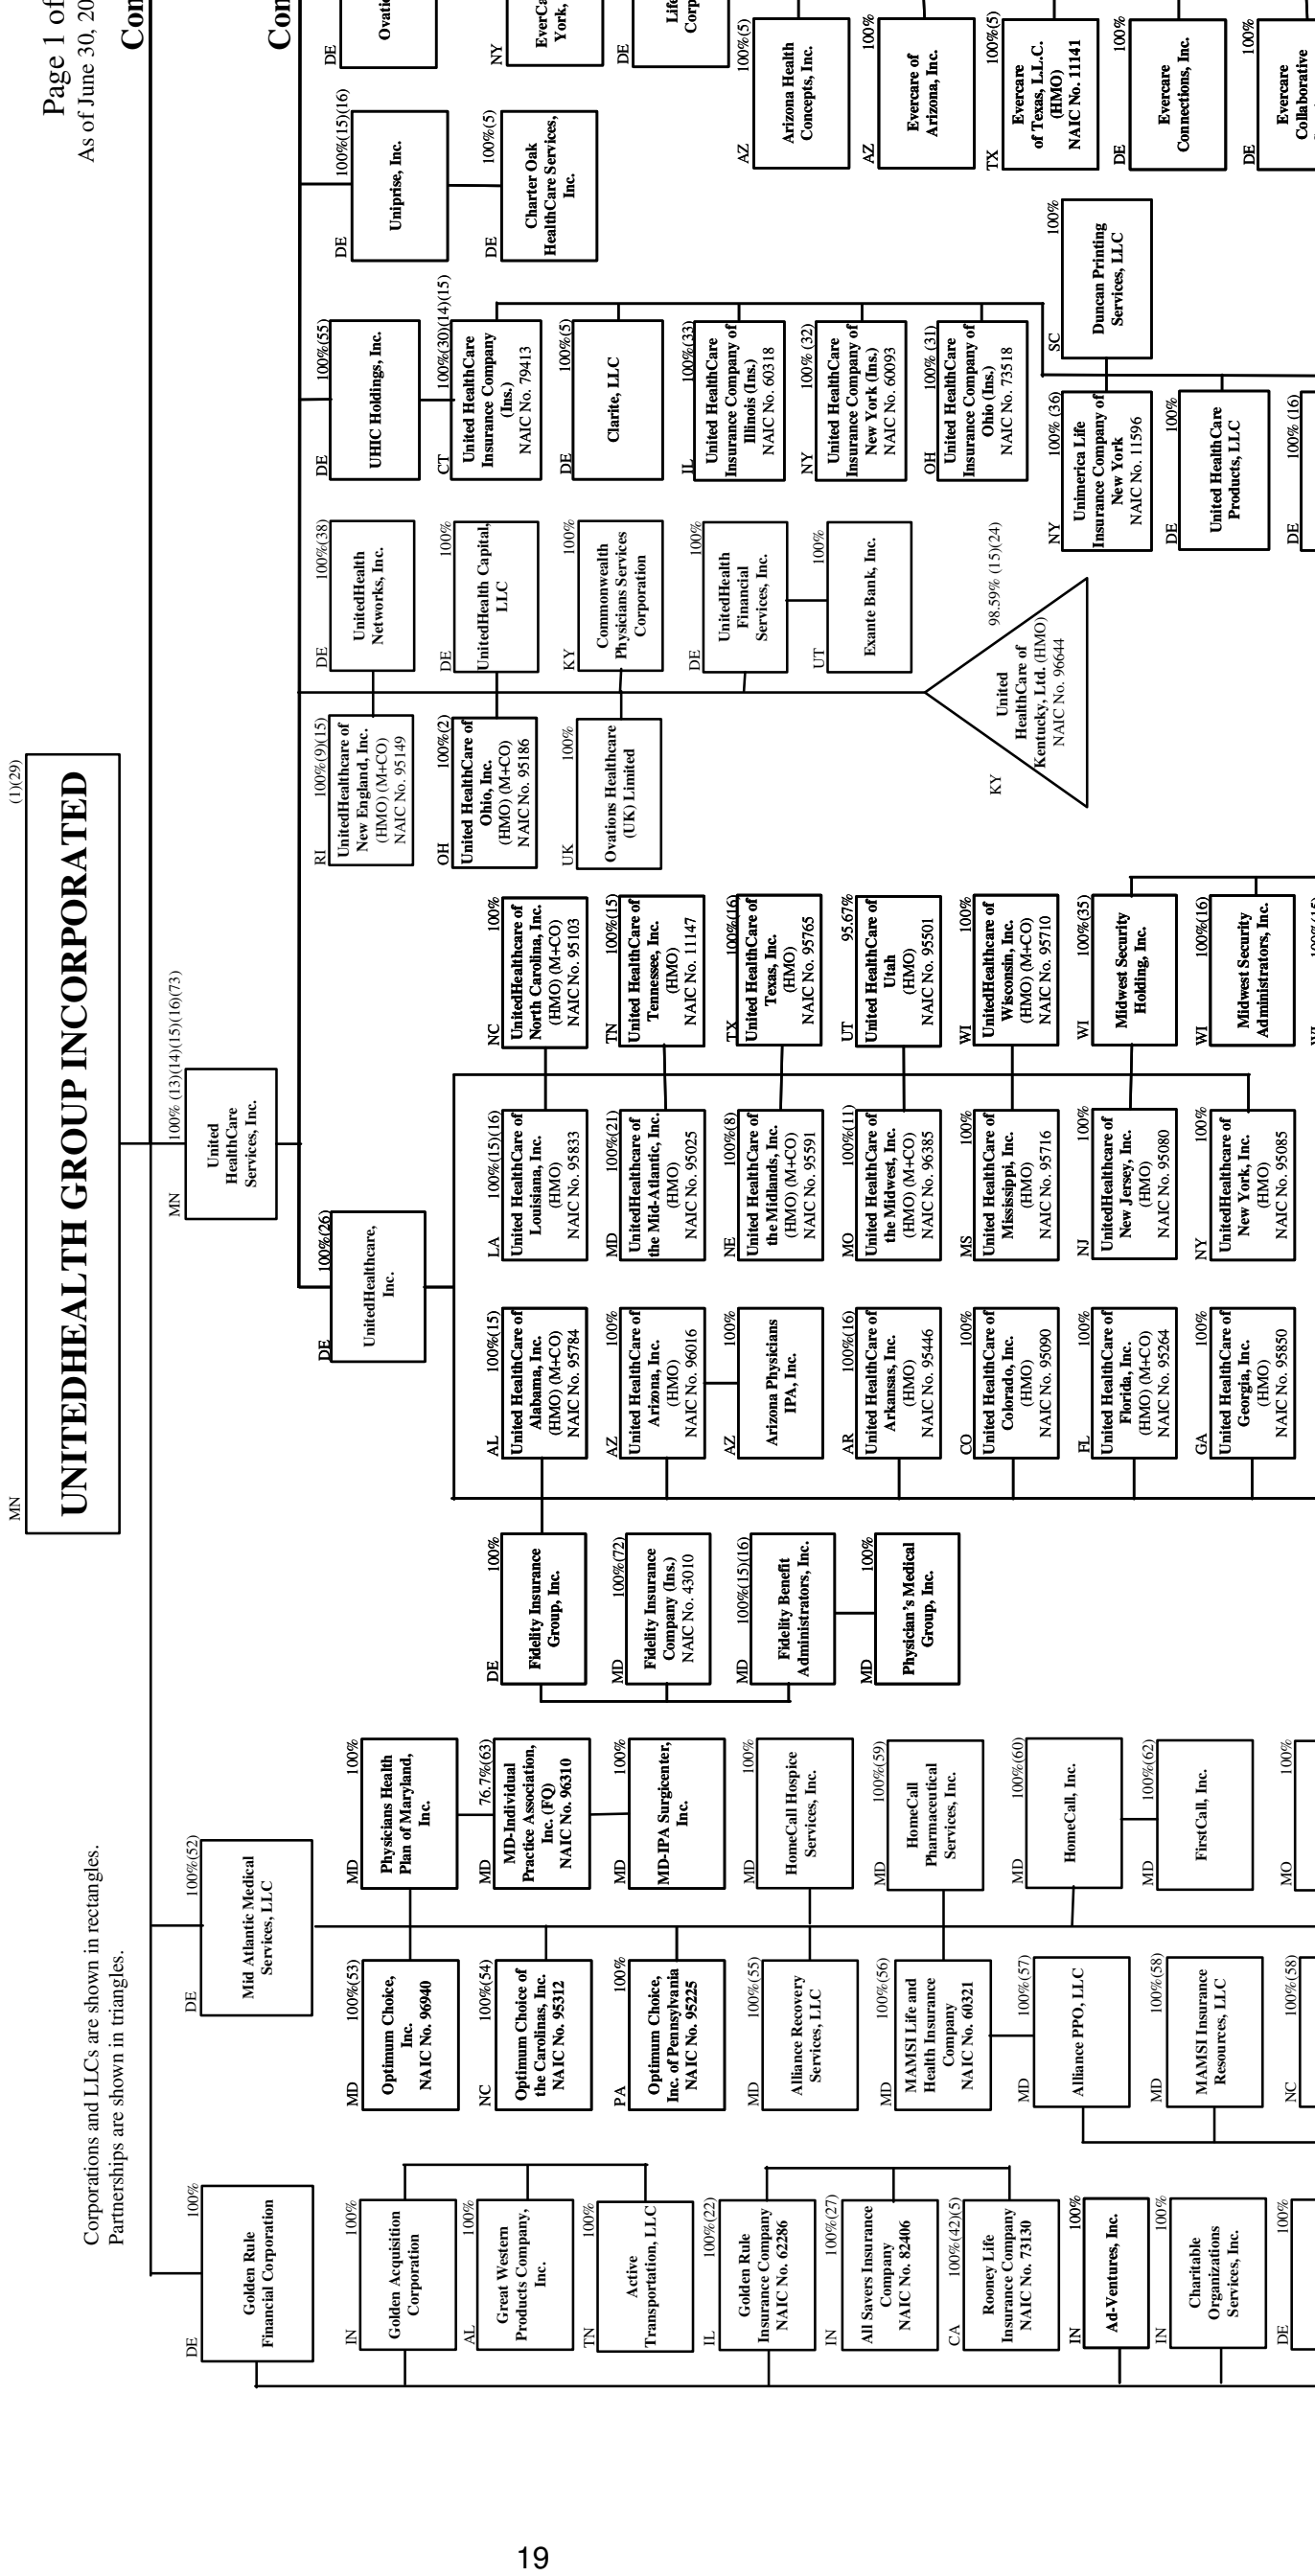 Page 1 of
As of June 30, 20
Corporations and LLCs are shown in rectangles.
Partnerships are shown in triangles.
MN
(1)(29)
UNITEDHEALTH GROUP INCORPORATED
Con
MN
100% (13)(14)(15)(16)(73)
United
HealthCare
Services, Inc.
Con
DE
100%
Golden Rule
Financial Corporation
IN
100%
Golden Acquisition
Corporation
AL
100%
Great Western
Products Company,
Inc.
TN
100%
Active
Transportation, LLC
IL
100%(22)
Golden Rule
Insurance Company
NAIC No. 62286
IN
100%(27)
All Savers Insurance
Company
NAIC No. 82406
CA
100%(42)(5)
Rooney Life
Insurance Company
NAIC No. 73130
IN
100%
Ad-Ventures, Inc.
IN
100%
Charitable
Organizations
Services, Inc.
DE
100%
DE
100%(52)
Mid Atlantic Medical
Services, LLC
MD
100%(53)
Optimum Choice,
Inc.
NAIC No. 96940
NC
100%(54)
Optimum Choice of
the Carolinas, Inc.
NAIC No. 95312
PA
100%
Optimum Choice,
Inc. of Pennsylvania
NAIC No. 95225
MD
100%(55)
Alliance Recovery
Services, LLC
MD
100%(56)
MAMSI Life and
Health Insurance
Company
NAIC No. 60321
MD
100%(57)
Alliance PPO, LLC
MD
100%(58)
MAMSI Insurance
Resources, LLC
NC
100%(58)
MD
100%
Physicians Health
Plan of Maryland,
Inc.
MD
76.7%(63)
MD-Individual
Practice Association,
Inc. (FQ)
NAIC No. 96310
MD
100%
MD-IPA Surgicenter,
Inc.
MD
100%
HomeCall Hospice
Services, Inc.
MD
100%(59)
HomeCall
Pharmaceutical
Services, Inc.
MD
100%(60)
HomeCall, Inc.
MD
100%(62)
FirstCall, Inc.
MO
100%
DE
100%
Fidelity Insurance
Group, Inc.
MD
100%(72)
Fidelity Insurance
Company (Ins.)
NAIC No. 43010
MD
100%(15)(16)
Fidelity Benefit
Administrators, Inc.
MD
100%
Physician's Medical
Group, Inc.
DE
100%(26)
UnitedHealthcare,
Inc.
AL
100%(15)
United HealthCare of
Alabama, Inc.
(HMO) (M+CO)
NAIC No. 95784
AZ
100%
United HealthCare of
Arizona, Inc.
(HMO)
NAIC No. 96016
AZ
100%
Arizona Physicians
IPA, Inc.
AR
100%(16)
United HealthCare of
Arkansas, Inc.
(HMO)
NAIC No. 95446
CO
100%
United HealthCare of
Colorado, Inc.
(HMO)
NAIC No. 95090
FL
100%
United HealthCare of
Florida, Inc.
(HMO) (M+CO)
NAIC No. 95264
GA
100%
United HealthCare of
Georgia, Inc.
(HMO)
NAIC No. 95850
LA
100%(15)(16)
United HealthCare of
Louisiana, Inc.
(HMO)
NAIC No. 95833
MD
100%(21)
UnitedHealthcare of
the Mid-Atlantic, Inc.
(HMO)
NAIC No. 95025
NE
100%(8)
United HealthCare of
the Midlands, Inc.
(HMO) (M+CO)
NAIC No. 95591
MO
100%(11)
United HealthCare of
the Midwest, Inc.
(HMO) (M+CO)
NAIC No. 96385
MS
100%
United HealthCare of
Mississippi, Inc.
(HMO)
NAIC No. 95716
NJ
100%
UnitedHealthcare of
New Jersey, Inc.
(HMO)
NAIC No. 95080
NY
100%
UnitedHealthcare of
New York, Inc.
(HMO)
NAIC No. 95085
NC
100%
UnitedHealthcare of
North Carolina, Inc.
(HMO) (M+CO)
NAIC No. 95103
TN
100%(15)
United HealthCare of
Tennessee, Inc.
(HMO)
NAIC No. 11147
TX
100%(16)
United HealthCare of
Texas, Inc.
(HMO)
NAIC No. 95765
UT
95.67%
United HealthCare of
Utah
(HMO)
NAIC No. 95501
WI
100%
UnitedHealthcare of
Wisconsin, Inc.
(HMO) (M+CO)
NAIC No. 95710
WI
100%(35)
Midwest Security
Holding, Inc.
WI
100%(16)
Midwest Security
Administrators, Inc.
RI
100%(9)(15)
UnitedHealthcare of
New England, Inc.
(HMO) (M+CO)
NAIC No. 95149
OH
100%(2)
United HealthCare of
Ohio, Inc.
(HMO) (M+CO)
NAIC No. 95186
UK
100%
Ovations Healthcare
(UK) Limited
KY
98.59% (15)(24)
United
HealthCare of
Kentucky, Ltd. (HMO)
NAIC No. 96644
DE
100%(38)
UnitedHealth
Networks, Inc.
DE
100%
UnitedHealth Capital,
LLC
KY
100%
Commonwealth
Physicians Services
Corporation
DE
100%
UnitedHealth
Financial
Services, Inc.
UT
100%
Exante Bank, Inc.
DE
100%(55)
UHIC Holdings, Inc.
CT
100%(30)(14)(15)
United HealthCare
Insurance Company
(Ins.)
NAIC No. 79413
DE
100%(5)
Clarite, LLC
IL
100%(33)
United HealthCare
Insurance Company of
Illinois (Ins.)
NAIC No. 60318
NY
100% (32)
United HealthCare
Insurance Company of
New York (Ins.)
NAIC No. 60093
OH
100% (31)
United HealthCare
Insurance Company of
Ohio (Ins.)
NAIC No. 73518
NY
100% (36)
Unimerica Life
Insurance Company of
New York
NAIC No. 11596
DE
100%
United HealthCare
Products, LLC
DE
100% (16)
SC
100%
Duncan Printing
Services, LLC
DE
100%(15)(16)
Uniprise, Inc.
DE
100%(5)
Charter Oak
HealthCare Services,
Inc.
DE
Ovati
NY
EverCa
York,
DE
Life
Corp
AZ
100%(5)
Arizona Health
Concepts, Inc.
AZ
100%
Evercare of
Arizona, Inc.
TX
100%(5)
Evercare
of Texas, L.L.C.
(HMO)
NAIC No. 11141
DE
100%
Evercare
Connections, Inc.
DE
100%
Evercare
Collaborative
19